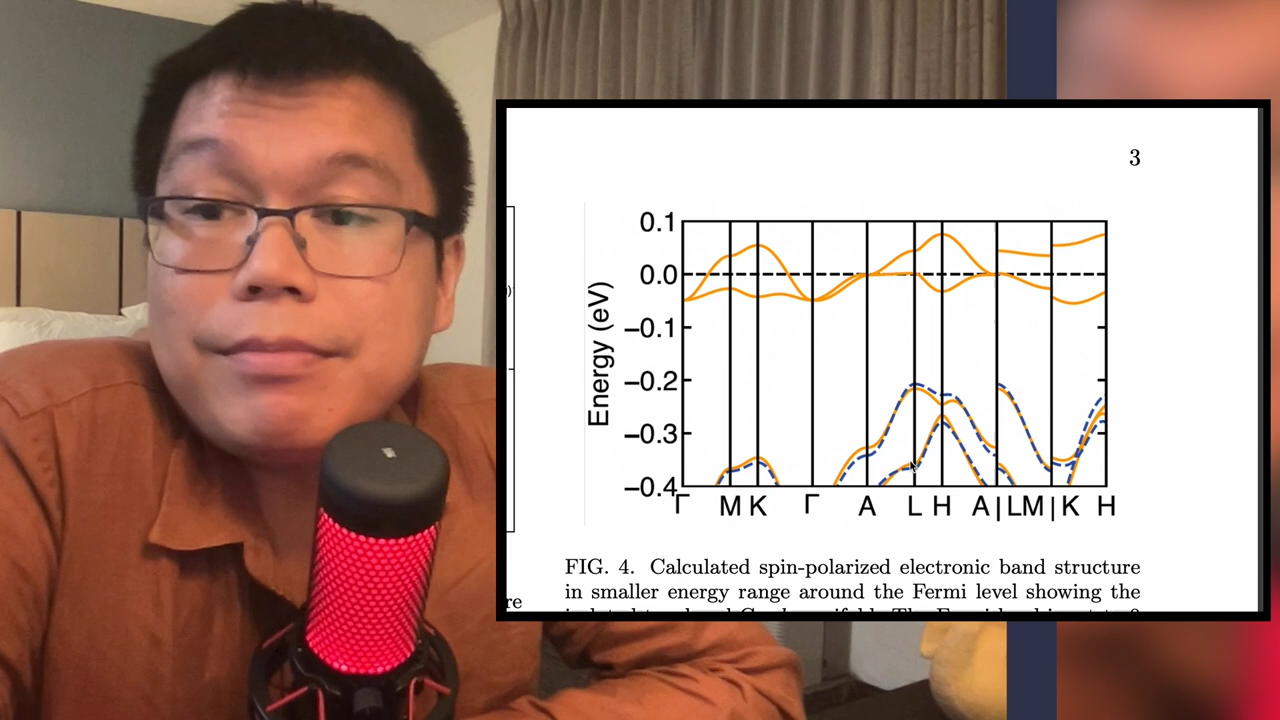 3
0.1
0.0
−0.1
−0.2
−0.3
−0.4
Energy (eV)
Γ M K Γ A L H A|LM|K H
FIG. 4. Calculated spin-polarized electronic band structure
in smaller energy range around the Fermi level showing the
re
)